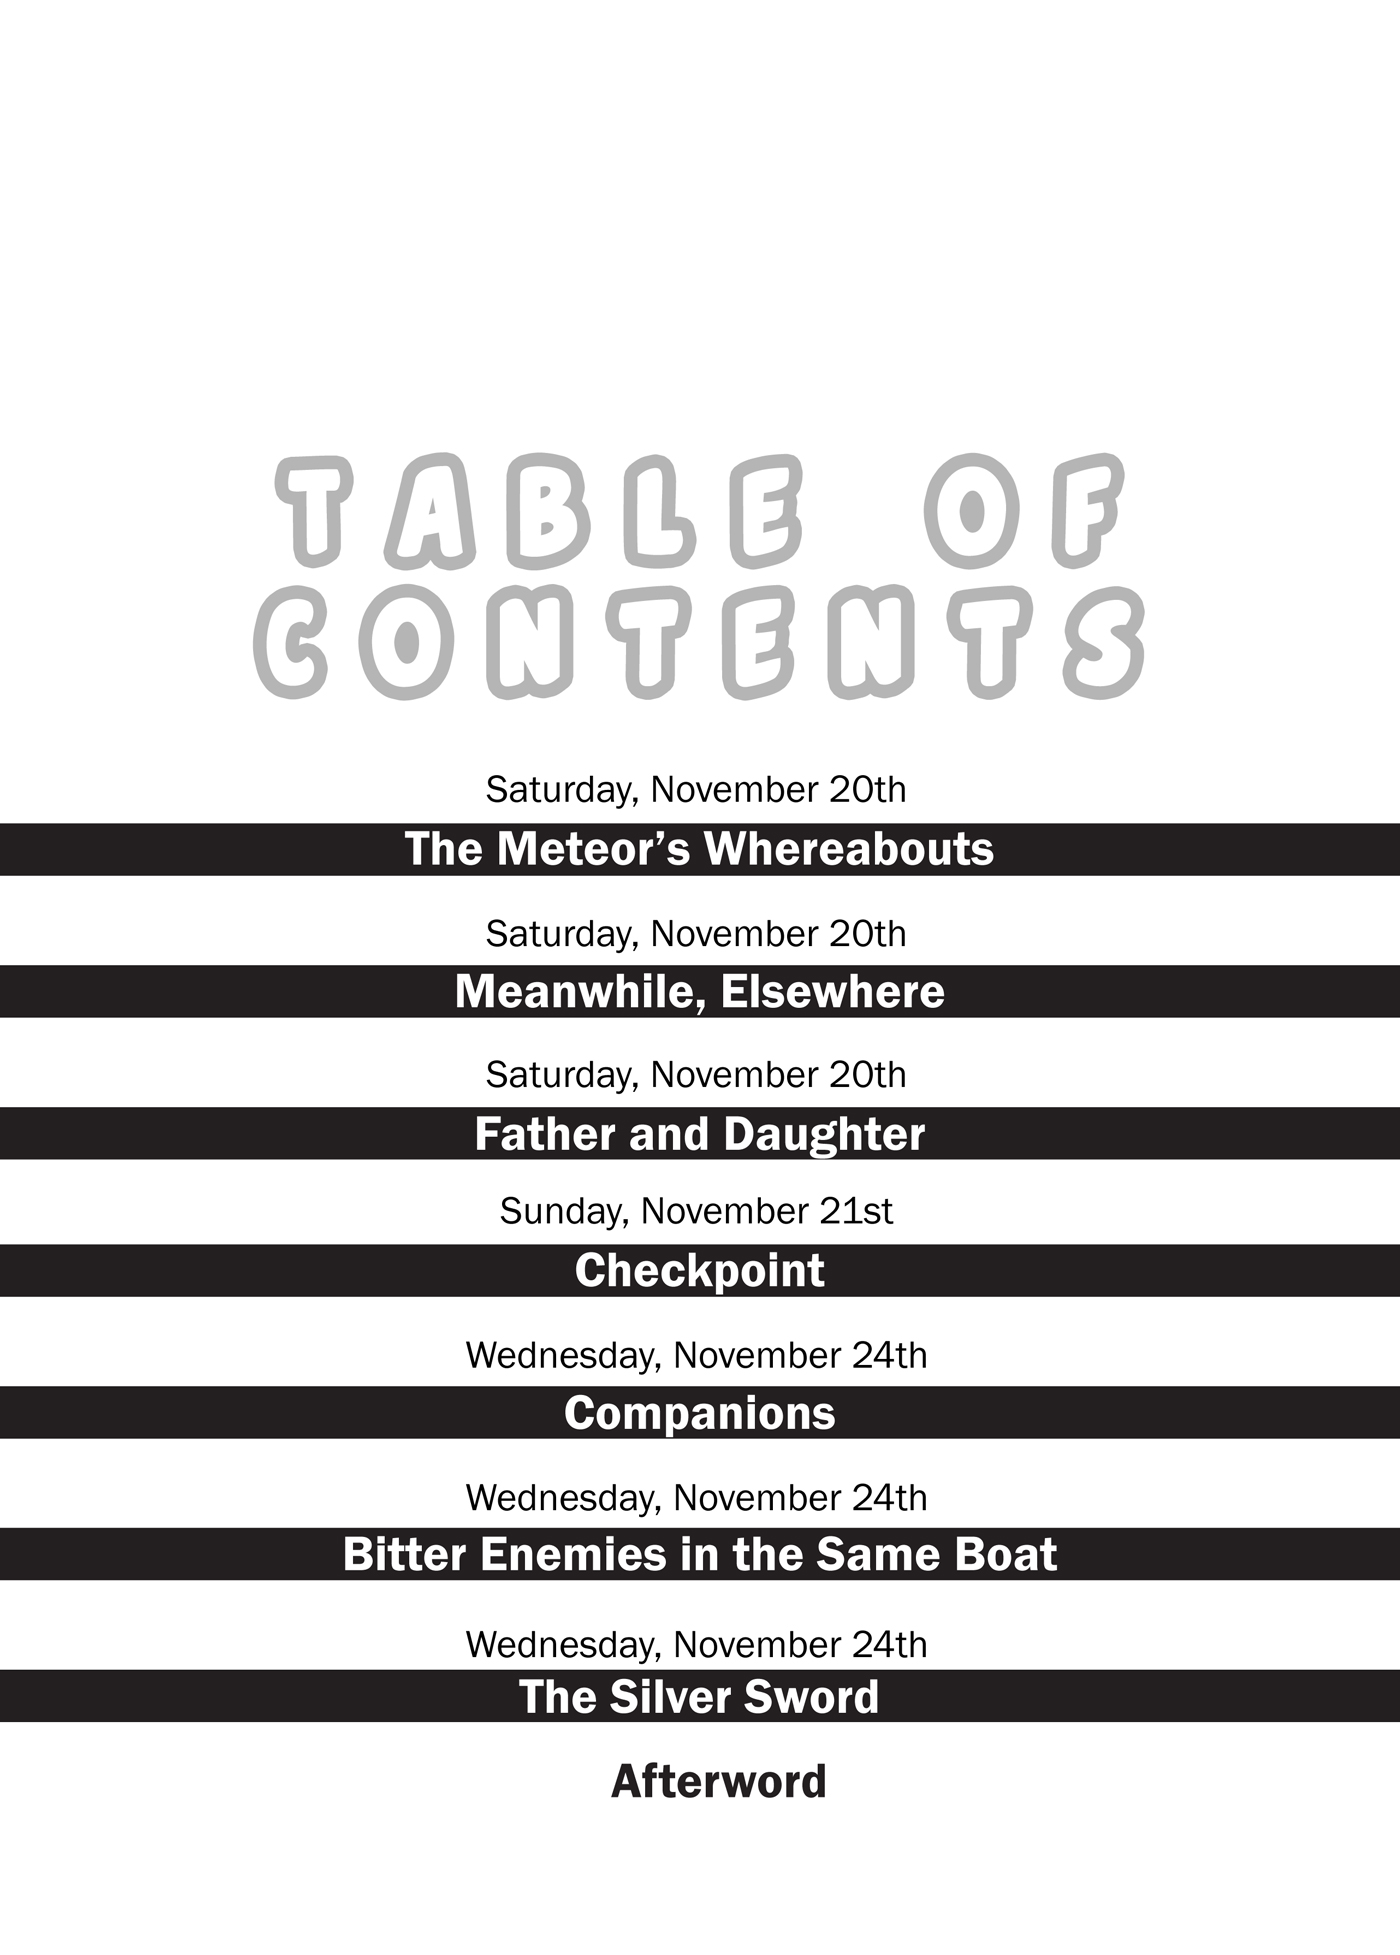 TABLE OF
CONTENTS
Saturday, November 20th
The Meteor’s Whereabouts
Saturday, November 20th
Meanwhile, Elsewhere
Saturday, November 20th
Father and Daughter
Sunday, November 21st
Checkpoint
Wednesday, November 24th
Companions
Wednesday, November 24th
Bitter Enemies in the Same Boat
Wednesday, November 24th
The Silver Sword
Afterword